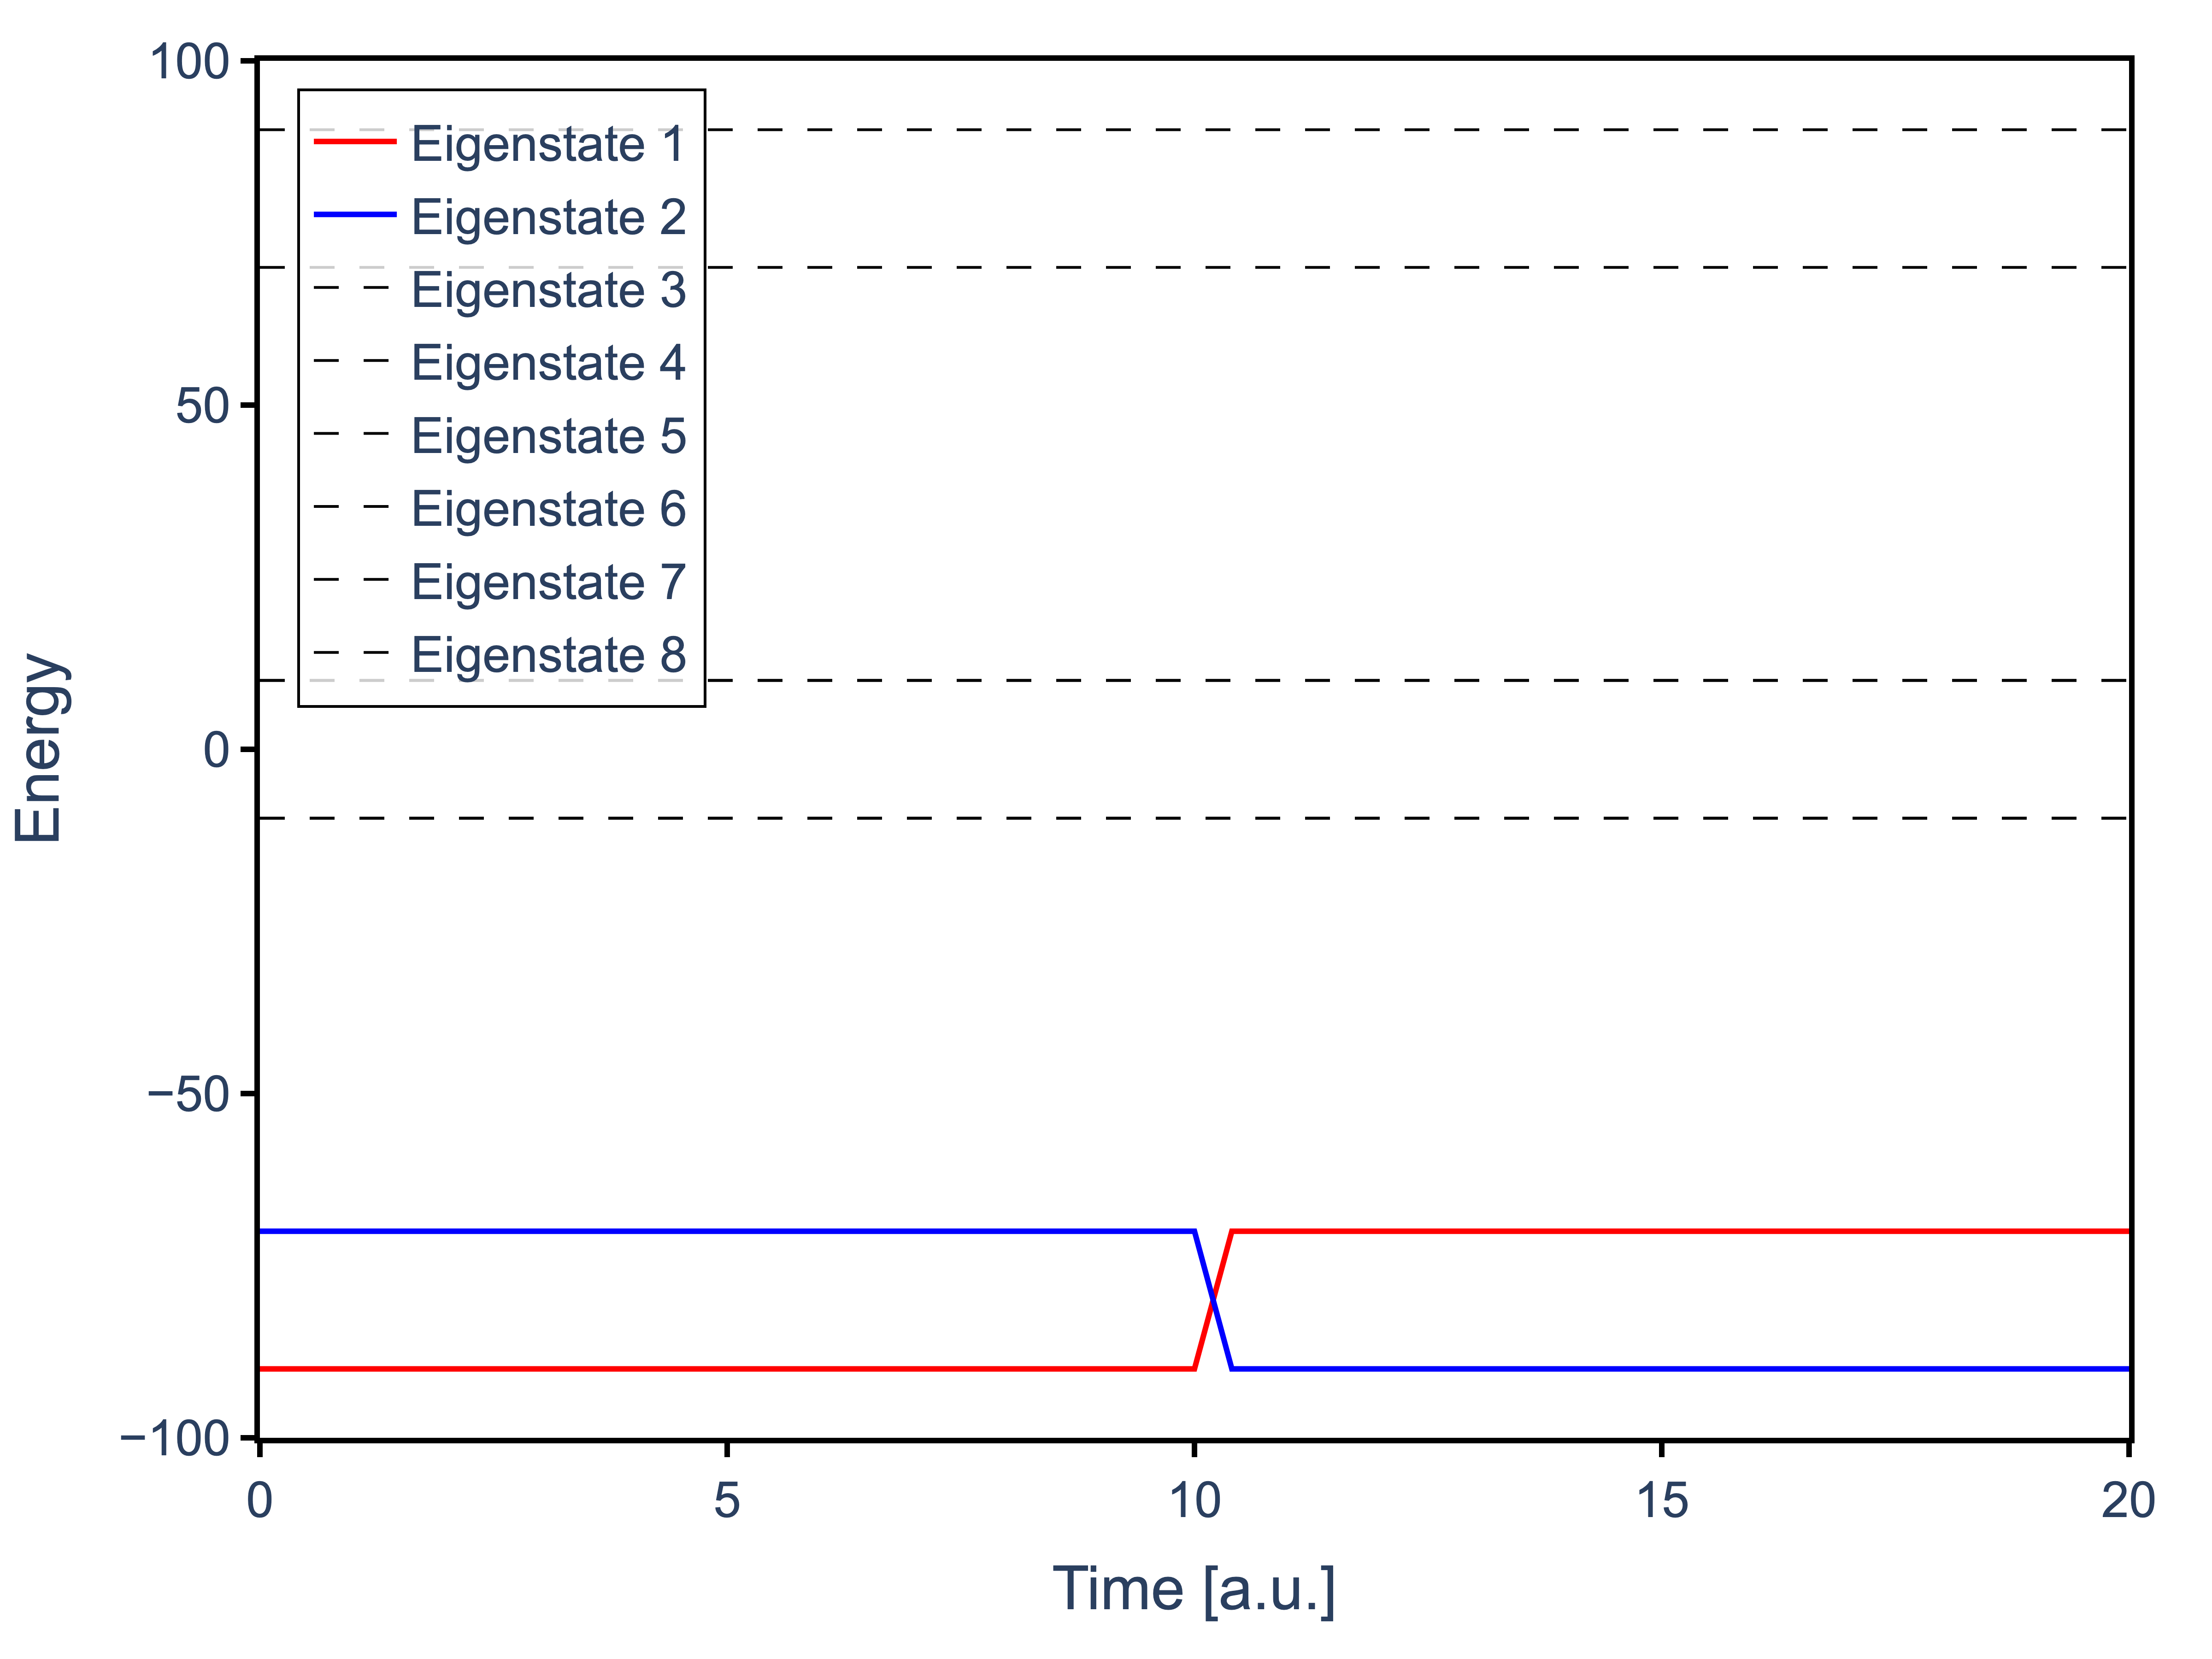 100
50
0
−50
−100
Energy
Eigenstate 1
Eigenstate 2
Eigenstate 3
Eigenstate 4
Eigenstate 5
Eigenstate 6
Eigenstate 7
Eigenstate 8
0 5 10 15 20
Time [a.u.]